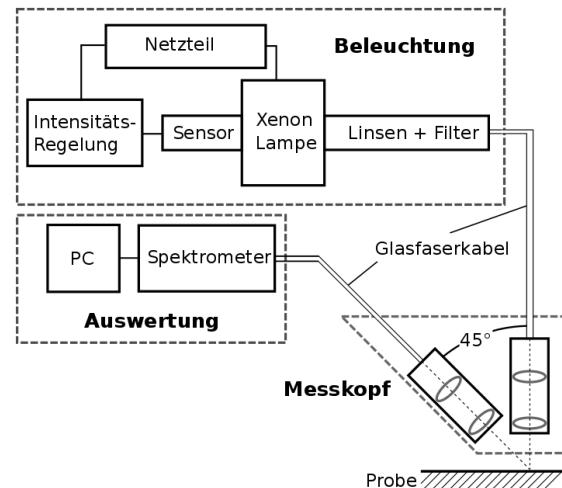 Netzteil
Beleuchtung
Intensitäts-
Regelung
Sensor
Xenon
Lampe
Linsen + Filter
Glasfaserkabel
PC
Spektrometer
Auswertung
45°
Messkopf
Probe